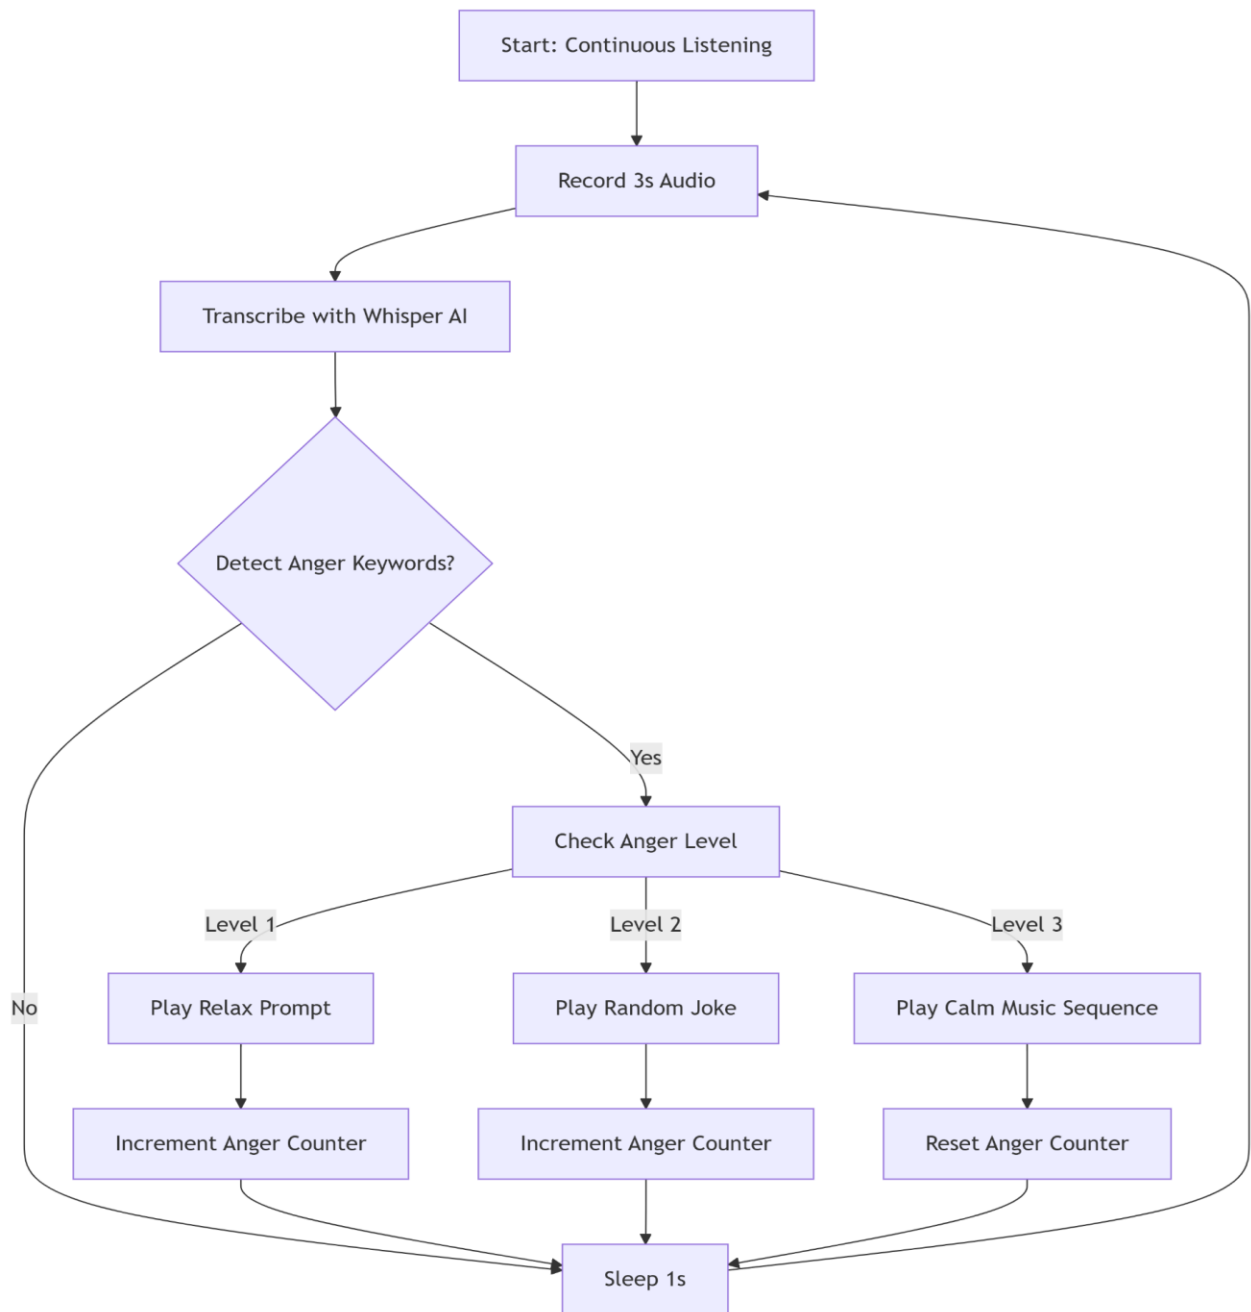 Start: Continuous Listening
Record 3s Audio
Transcribe with Whisper AI
Detect Anger Keywords?
Yes
Check Anger Level
Level 1
Level 2
Level 3
No
Play Relax Prompt
Play Random Joke
Play Calm Music Sequence
Increment Anger Counter
Increment Anger Counter
Reset Anger Counter
Sleep 1s